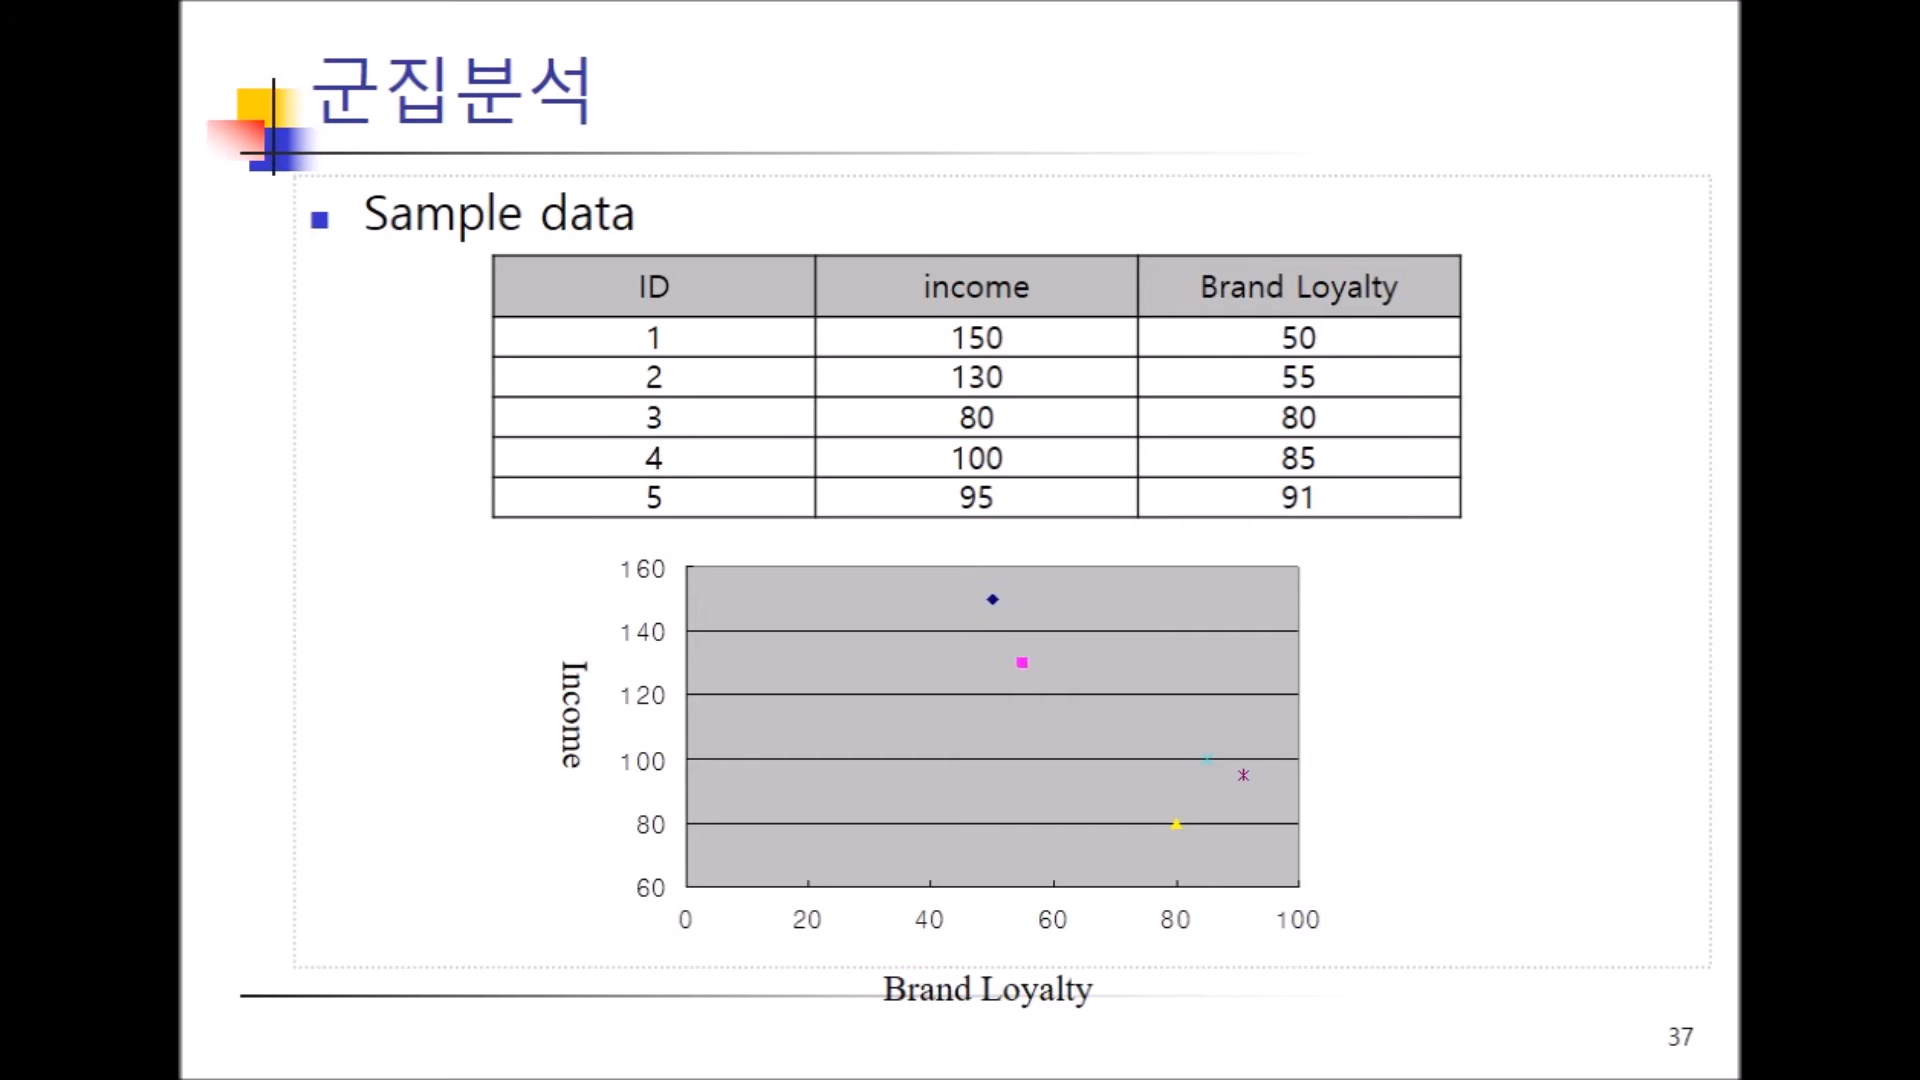 군집분석
Sample data
ID income Brand Loyalty
1 150 50
2 130 55
3 80 80
4 100 85
5 95 91
160
140
120
100
80
60
Income
0 20 40 60 80 100
Brand Loyalty
37